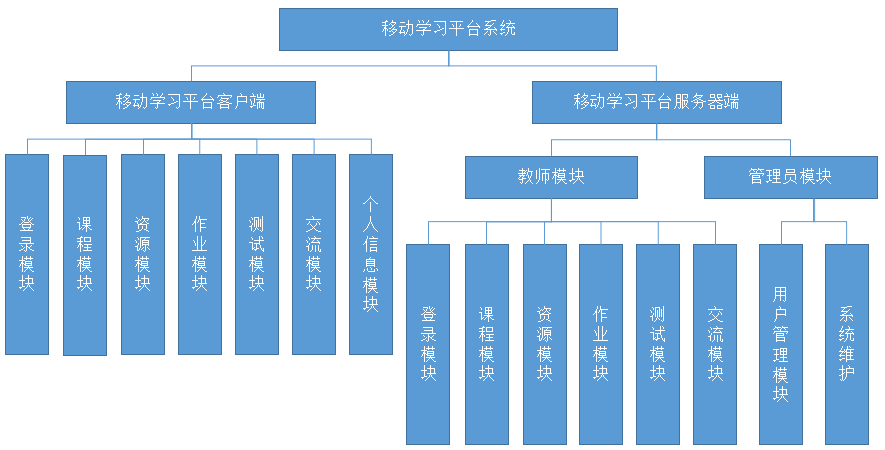 移动学习平台系统
移动学习平台客户端
移动学习平台服务器端
教师模块
管理员模块
登录模块
课程模块
资源模块
作业模块
测试模块
交流模块
个人信息模块
登录模块
课程模块
资源模块
作业模块
测试模块
交流模块
用户管理模块
系统维护